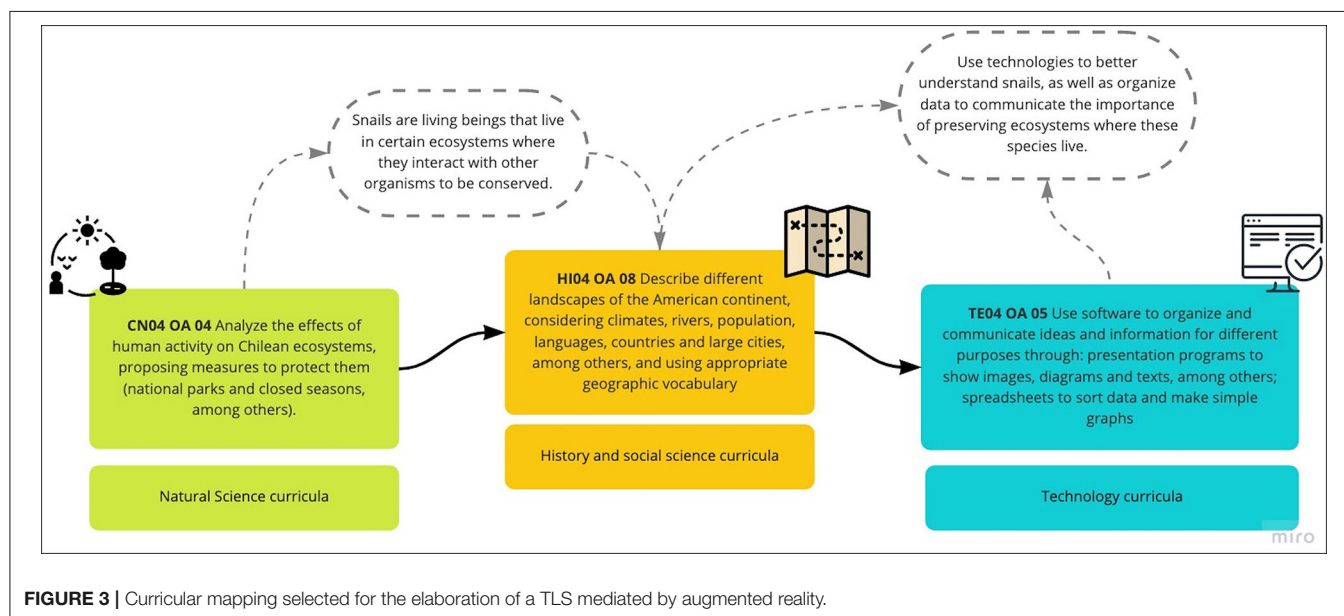 Snails are living beings that live
in certain ecosystems where
they interact with other
organisms to be conserved.
Use technologies to better
understand snails, as well as organize
data to communicate the importance
of preserving ecosystems where these
species live.
CN04 OA 04 Analyze the effects of
human activity on Chilean ecosystems,
proposing measures to protect them
(national parks and closed seasons,
among others).
Natural Science curricula
HI04 OA 08 Describe different
landscapes of the American continent,
considering climates, rivers, population,
languages, countries and large cities,
among others, and using appropriate
geographic vocabulary
History and social science curricula
TE04 OA 05 Use software to organize and
communicate ideas and information for different
purposes through: presentation programs to
show images, diagrams and texts, among others;
spreadsheets to sort data and make simple
graphs
Technology curricula
miro
FIGURE 3 | Curricular mapping selected for the elaboration of a TLS mediated by augmented reality.